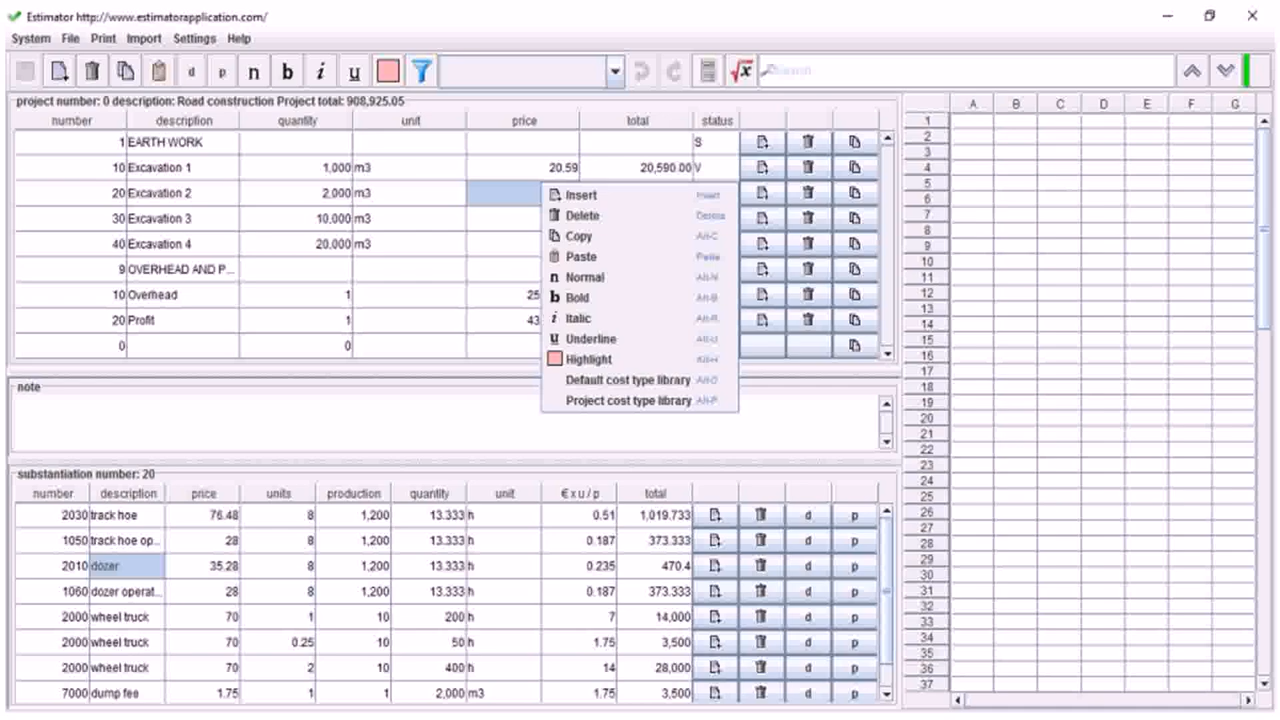 Estimator http://www.estimatorapplication.com/
System File Print Import Settings Help
d p n b i u √x
project number: 0 description: Road construction Project total: 908,925.05
number description quantity unit price total status
1 EARTH WORK S
10 Excavation 1 1,000 m3 20.59 20,590.00 V
20 Excavation 2 2,000 m3
30 Excavation 3 10,000 m3
40 Excavation 4 20,000 m3
9 OVERHEAD AND P...
10 Overhead 1 25
20 Profit 1 43
0 0
Insert Insert
Delete Delete
Copy Alt-C
Paste Paste
n Normal Alt-N
b Bold Alt-B
i Italic
u Underline Alt-U
Highlight Alt-H
Default cost type library Alt-D
Project cost type library Alt-P
note
substantiation number: 20
number description price units production quantity unit € x u / p total
2030 track hoe 76.48 8 1,200 13.333 h 0.51 1,019.733 d p
1050 track hoe op... 28 8 1,200 13.333 h 0.187 373.333 d p
2010 dozer 35.28 8 1,200 13.333 h 0.235 470.4 d p
1060 dozer operat... 28 8 1,200 13.333 h 0.187 373.333 d p
2000 wheel truck 70 1 10 200 h 7 14,000 d p
2000 wheel truck 70 0.25 10 50 h 1.75 3,500 d p
2000 wheel truck 70 2 10 400 h 14 28,000 d p
7000 dump fee 1.75 1 1 2,000 m3 1.75 3,500 d p
A B C D E F G
1
2
3
4
5
6
7
8
9
10
11
12
13
14
15
16
17
18
19
20
21
22
23
24
25
26
27
28
29
30
31
32
33
34
35
36
37